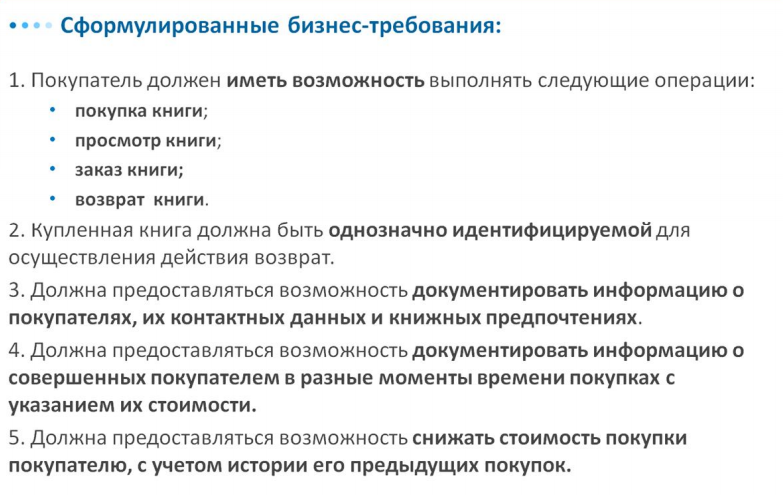 Сформулированные бизнес-требования:
1. Покупатель должен иметь возможность выполнять следующие операции:
• покупка книги;
• просмотр книги;
• заказ книги;
• возврат книги.
2. Купленная книга должна быть однозначно идентифицируемой для
осуществления действия возврат.
3. Должна предоставляться возможность документировать информацию о
покупателях, их контактных данных и книжных предпочтениях.
4. Должна предоставляться возможность документировать информацию о
совершенных покупателем в разные моменты времени покупках с
указанием их стоимости.
5. Должна предоставляться возможность снижать стоимость покупки
покупателю, с учетом истории его предыдущих покупок.